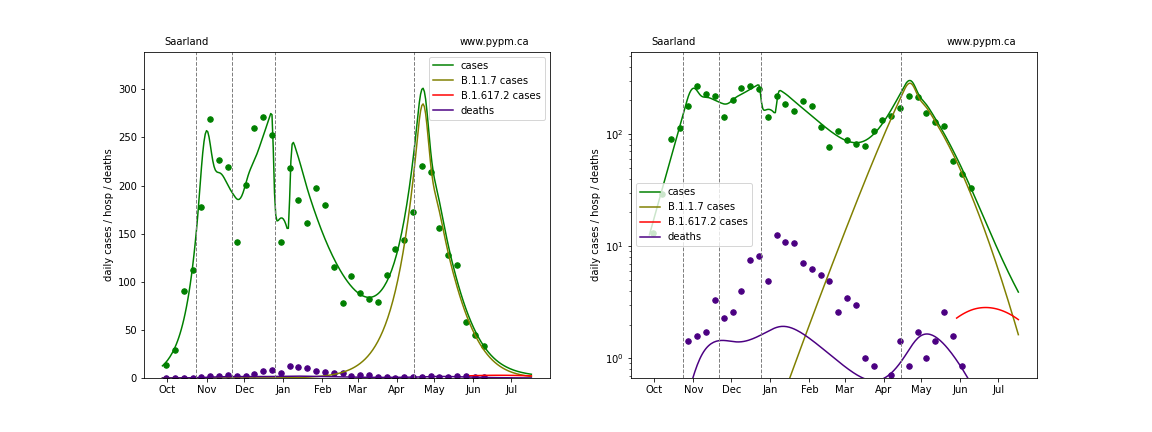 Saarland www.pypm.ca
cases
B.1.1.7 cases
B.1.617.2 cases
deaths
daily cases / hosp / deaths
300
250
200
150
100
50
0
Oct Nov Dec Jan Feb Mar Apr May Jun Jul
Saarland www.pypm.ca
daily cases / hosp / deaths
10²
10¹
10⁰
cases
B.1.1.7 cases
B.1.617.2 cases
deaths
Oct Nov Dec Jan Feb Mar Apr May Jun Jul